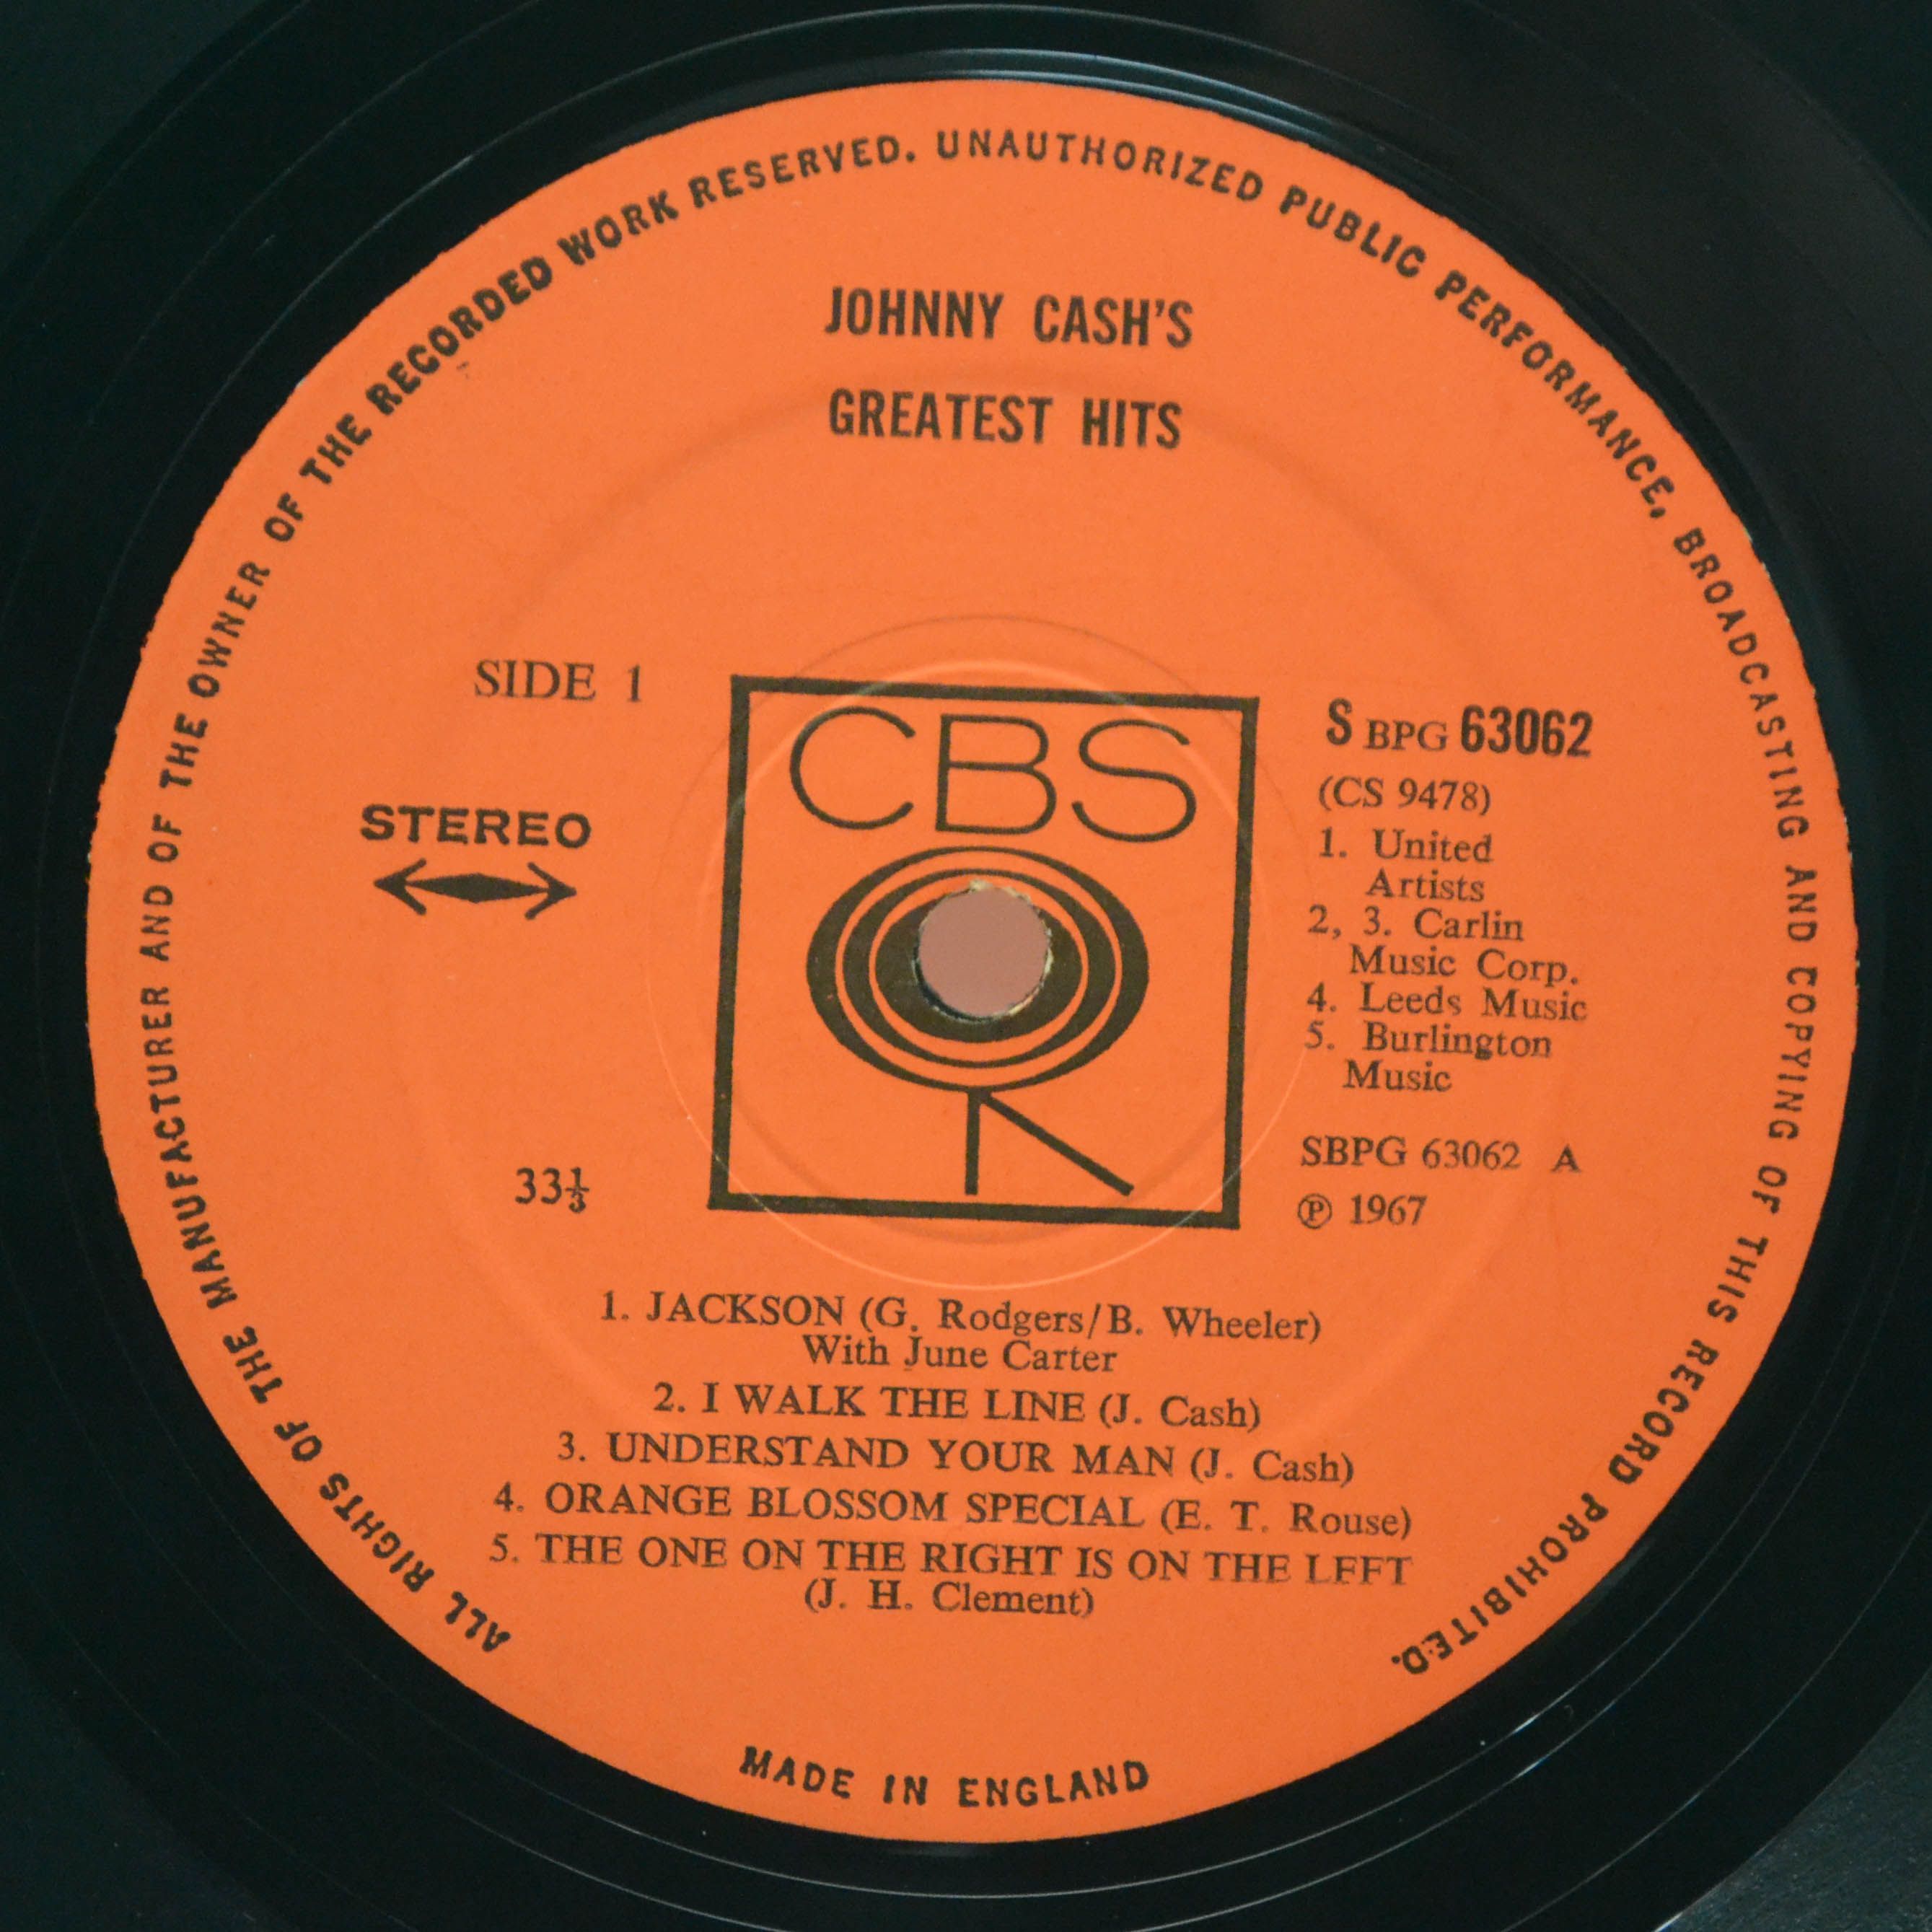 ALL RIGHTS OF THE MANUFACTURER AND OF THE OWNER OF THE RECORDED WORK RESERVED. UNAUTHORIZED PUBLIC PERFORMANCE, BROADCASTING AND COPYING OF THIS RECORD PROHIBITED.
JOHNNY CASH'S
GREATEST HITS
SIDE 1
STEREO
33⅓
CBS
S BPG 63062
(CS 9478)
1. United
Artists
2, 3. Carlin
Music Corp.
4. Leeds Music
5. Burlington
Music
SBPG 63062 A
℗ 1967
1. JACKSON (G. Rodgers/B. Wheeler)
With June Carter
2. I WALK THE LINE (J. Cash)
3. UNDERSTAND YOUR MAN (J. Cash)
4. ORANGE BLOSSOM SPECIAL (E. T. Rouse)
5. THE ONE ON THE RIGHT IS ON THE LEFT
(J. H. Clement)
MADE IN ENGLAND